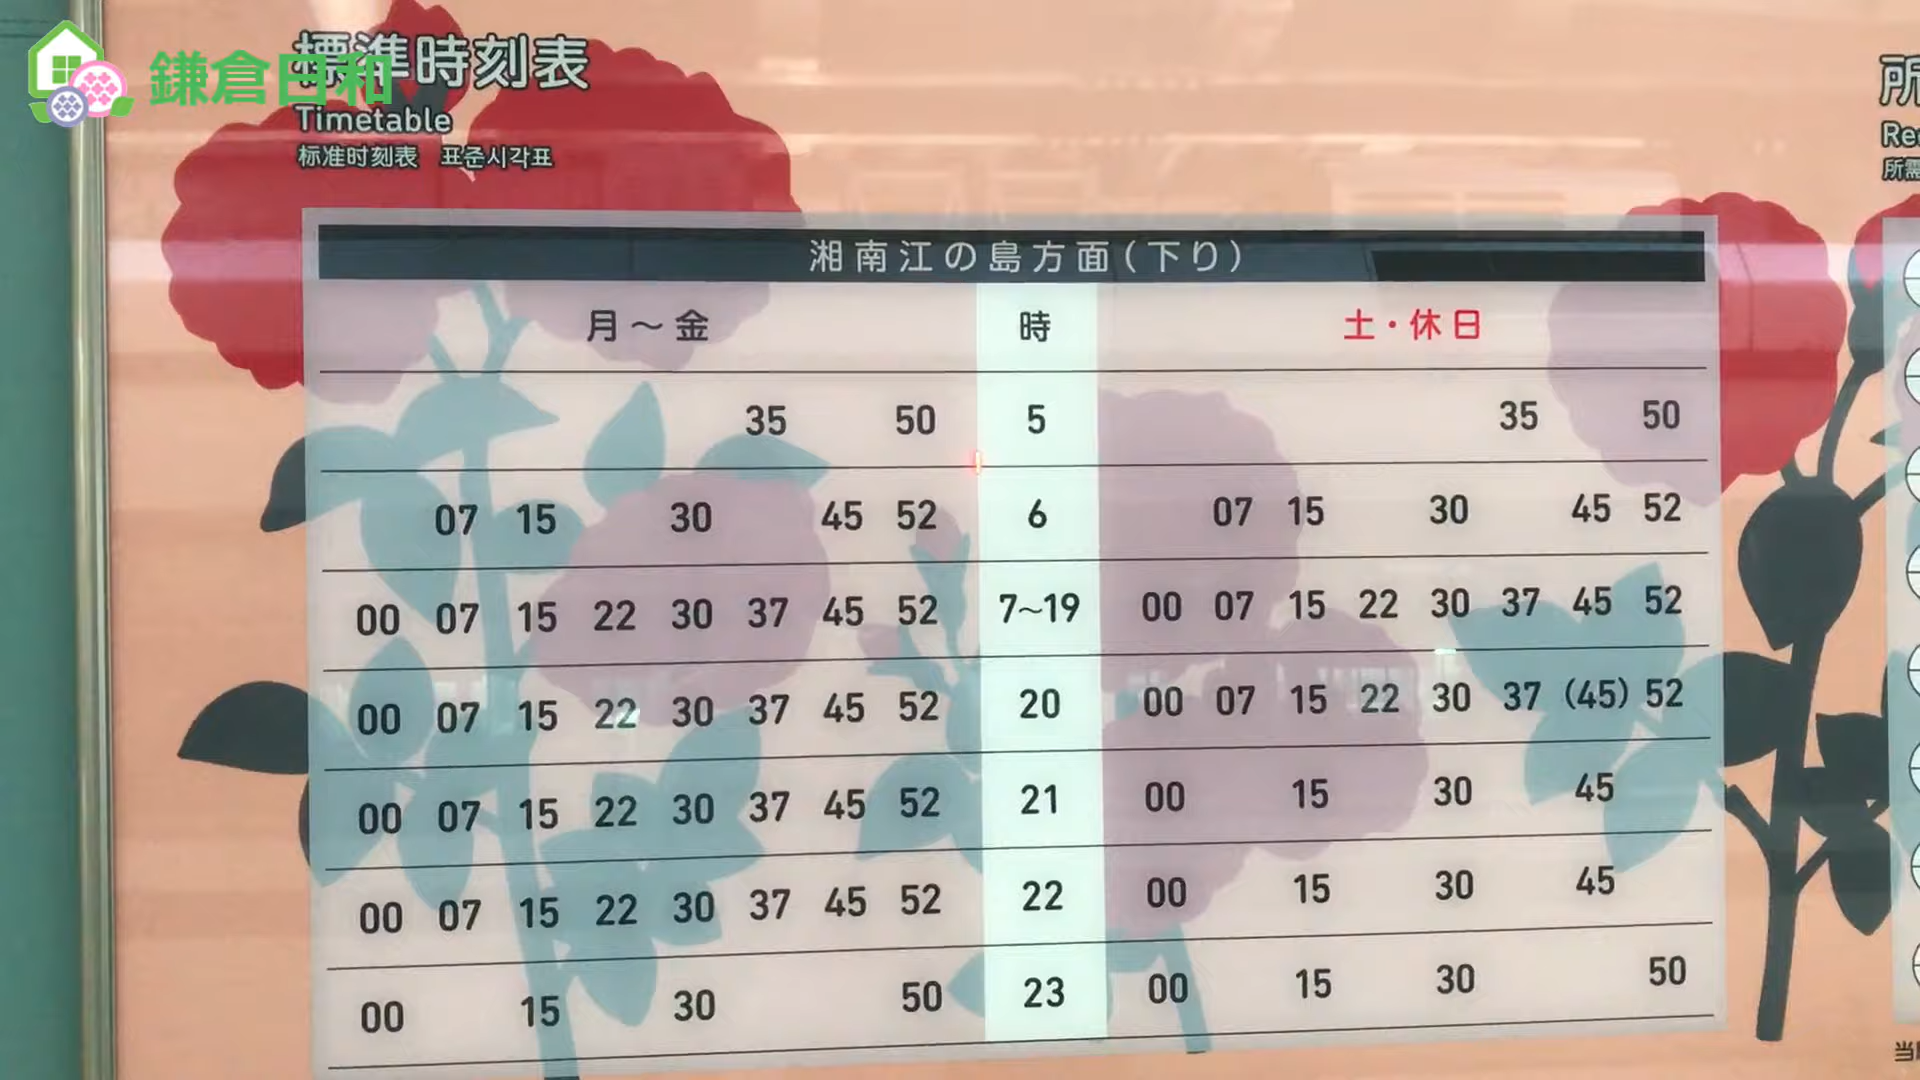 鎌倉日和
標準時刻表
Timetable
标准时刻表 표준시각표
湘南江の島方面(下り)
月～金 時 土・休日
35 50 5 35 50
07 15 30 45 52 6 07 15 30 45 52
00 07 15 22 30 37 45 52 7~19 00 07 15 22 30 37 45 52
00 07 15 22 30 37 45 52 20 00 07 15 22 30 37 (45) 52
00 07 15 22 30 37 45 52 21 00 15 30 45
00 07 15 22 30 37 45 52 22 00 15 30 45
00 15 30 50 23 00 15 30 50
所
所需